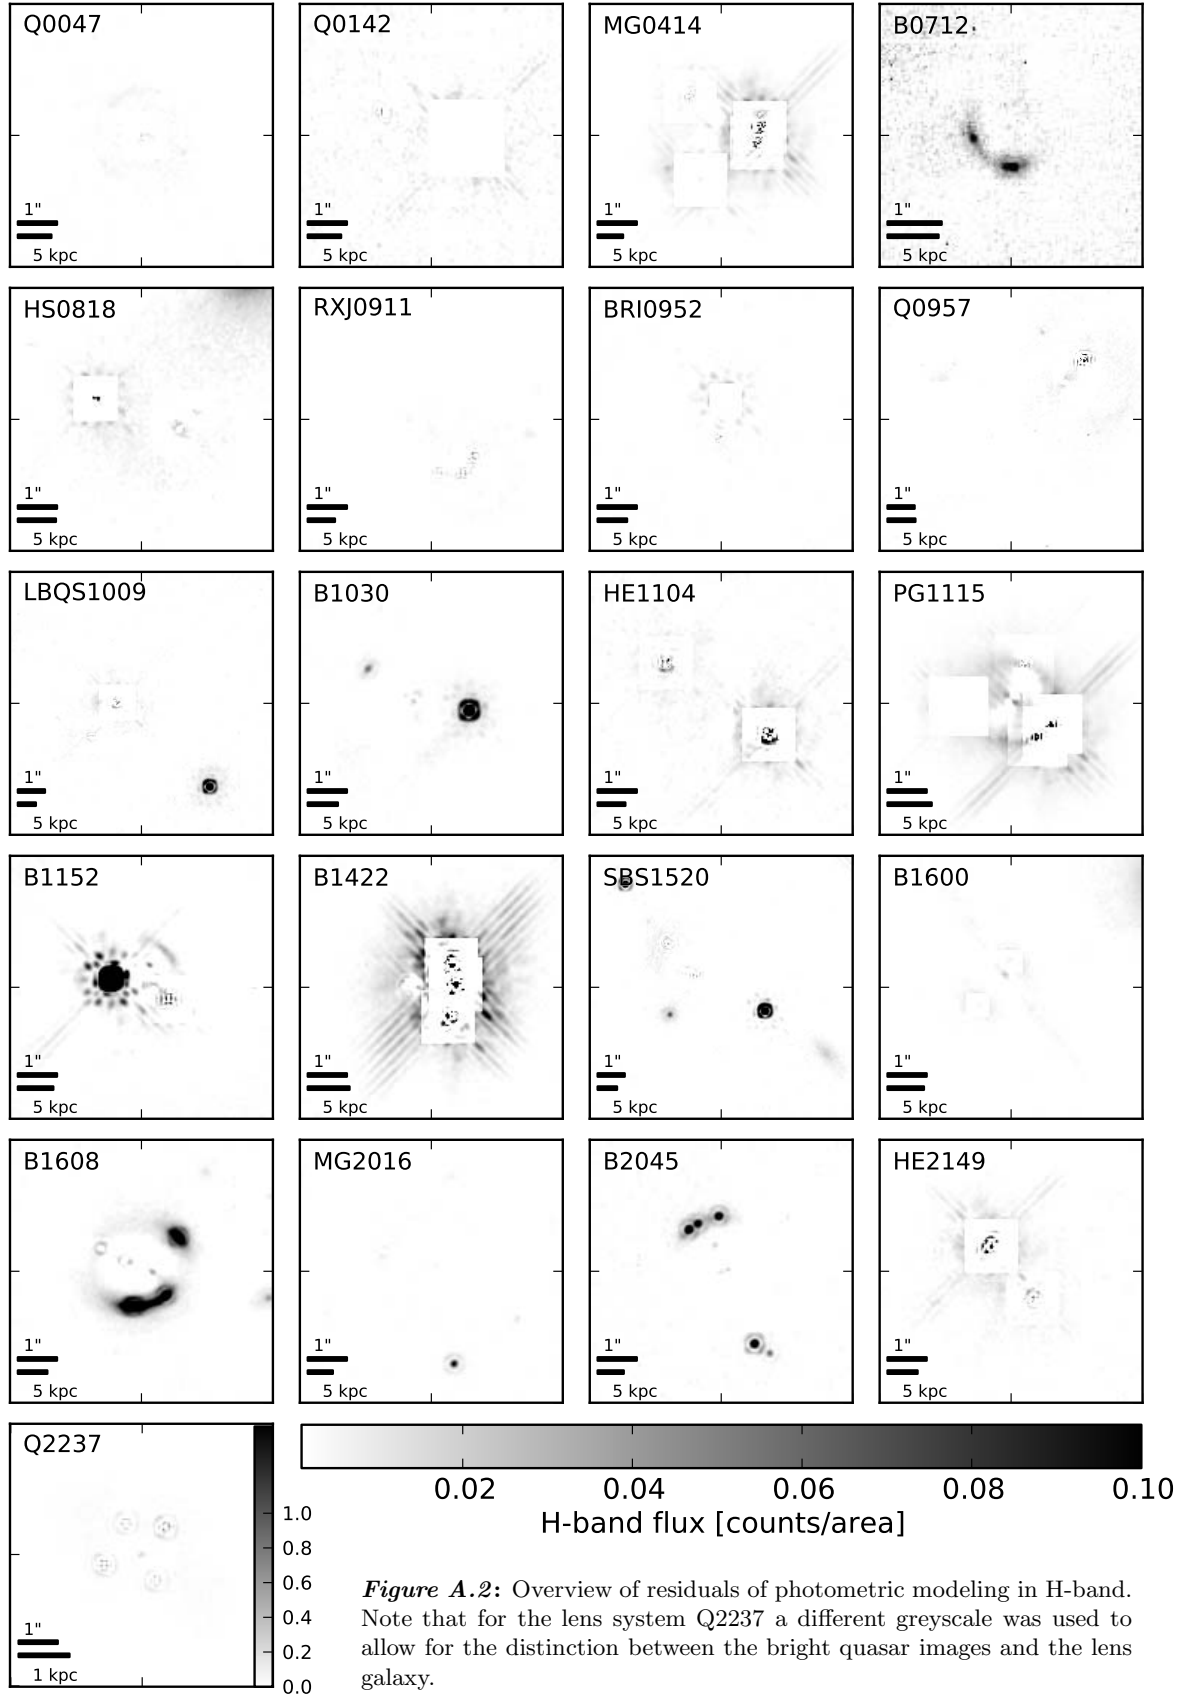 Q0047
1"
5 kpc
Q0142
1"
5 kpc
MG0414
1"
5 kpc
B0712
1"
5 kpc
HS0818
1"
5 kpc
RXJ0911
1"
5 kpc
BRI0952
1"
5 kpc
Q0957
1"
5 kpc
LBQS1009
1"
5 kpc
B1030
1"
5 kpc
HE1104
1"
5 kpc
PG1115
1"
5 kpc
B1152
1"
5 kpc
B1422
1"
5 kpc
SBS1520
1"
5 kpc
B1600
1"
5 kpc
B1608
1"
5 kpc
MG2016
1"
5 kpc
B2045
1"
5 kpc
HE2149
1"
5 kpc
Q2237
1"
1 kpc
1.0
0.8
0.6
0.4
0.2
0.0
0.02 0.04 0.06 0.08 0.10
H-band flux [counts/area]
Figure A.2: Overview of residuals of photometric modeling in H-band.
Note that for the lens system Q2237 a different greyscale was used to
allow for the distinction between the bright quasar images and the lens
galaxy.